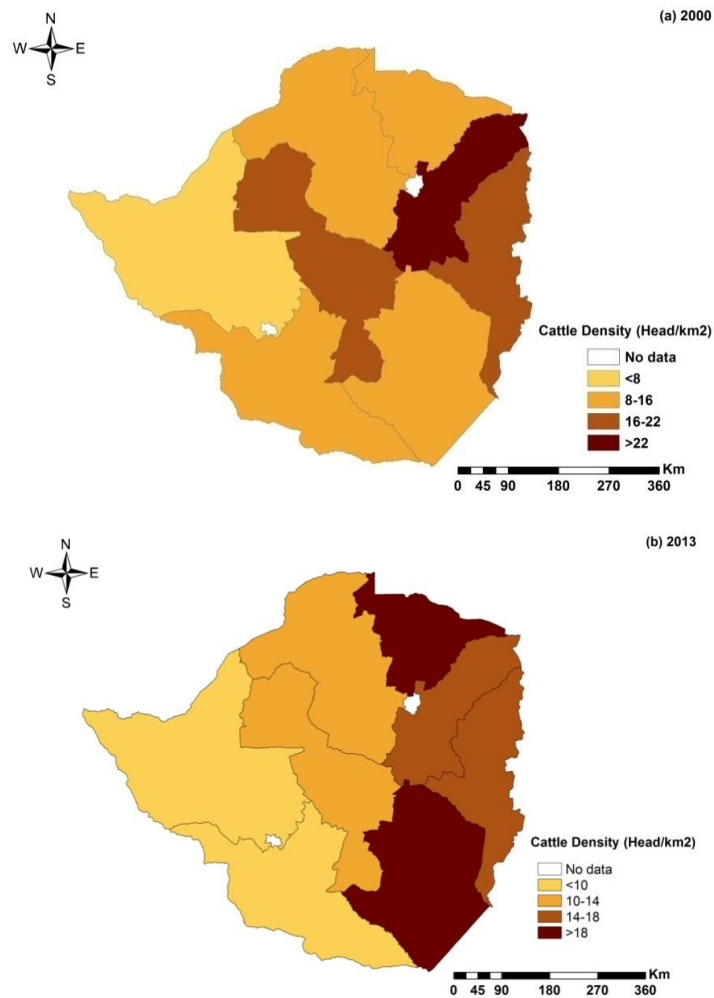 (a) 2000
N
W E
S
Cattle Density (Head/km2)
No data
<8
8-16
16-22
>22
Km
0 45 90 180 270 360
(b) 2013
N
W E
S
Cattle Density (Head/km2)
No data
<10
10-14
14-18
>18
Km
0 45 90 180 270 360